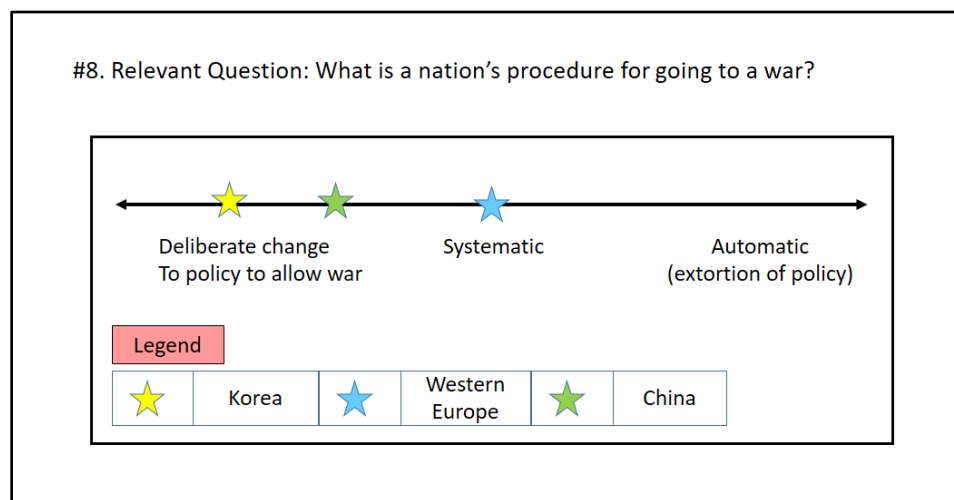 #8. Relevant Question: What is a nation's procedure for going to a war?
Deliberate change
To policy to allow war
Systematic
Automatic
(extortion of policy)
Legend
Korea
Western
Europe
China